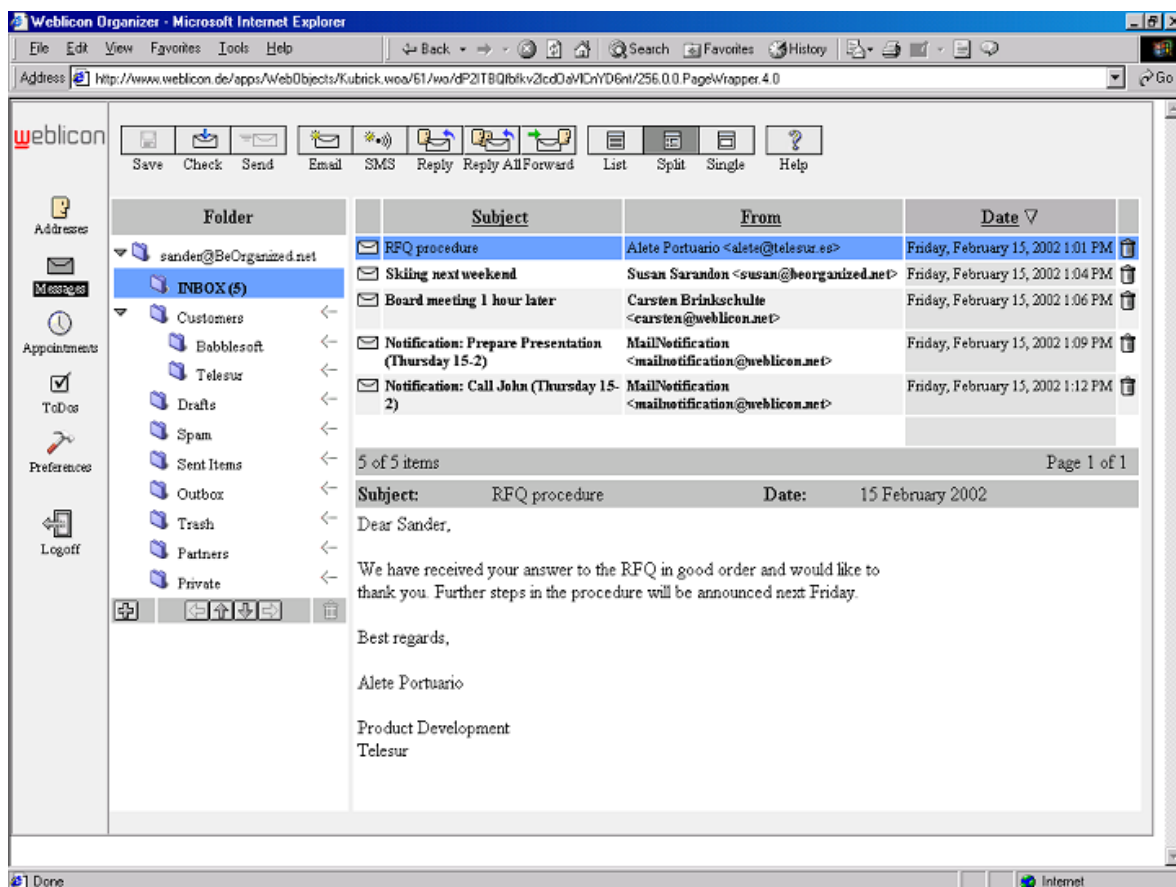 Weblicon Organizer - Microsoft Internet Explorer
File Edit View Favorites Tools Help
Back Search Favorites History
Address http://www.weblicon.de/apps/WebObjects/Kubrick.woa/61/wo/
Go
weblicon
Save Check Send Email SMS Reply Reply All Forward List Split Single Help
Addresses
Messages
Appointments
ToDos
Preferences
Logoff
Folder
sander@BeOrganized.net
INBOX (5)
Customers
Babblesoft
Telesur
Drafts
Spam
Sent Items
Outbox
Trash
Partners
Private
Subject From Date
RFQ procedure Alete Portuario <alete@telesur.es> Friday, February 15, 2002 1:01 PM
Skiing next weekend Susan Sarandon <susan@beorganized.net> Friday, February 15, 2002 1:04 PM
Board meeting 1 hour later Carsten Brinkschulte Friday, February 15, 2002 1:06 PM
<carsten@weblicon.net>
Notification: Prepare Presentation MailNotification Friday, February 15, 2002 1:09 PM
(Thursday 15-2) <mailnotification@weblicon.net>
Notification: Call John (Thursday 15- MailNotification Friday, February 15, 2002 1:12 PM
2) <mailnotification@weblicon.net>
5 of 5 items Page 1 of 1
Subject: RFQ procedure Date: 15 February 2002
Dear Sander,
We have received your answer to the RFQ in good order and would like to
thank you. Further steps in the procedure will be announced next Friday.
Best regards,
Alete Portuario
Product Development
Telesur
Done Internet